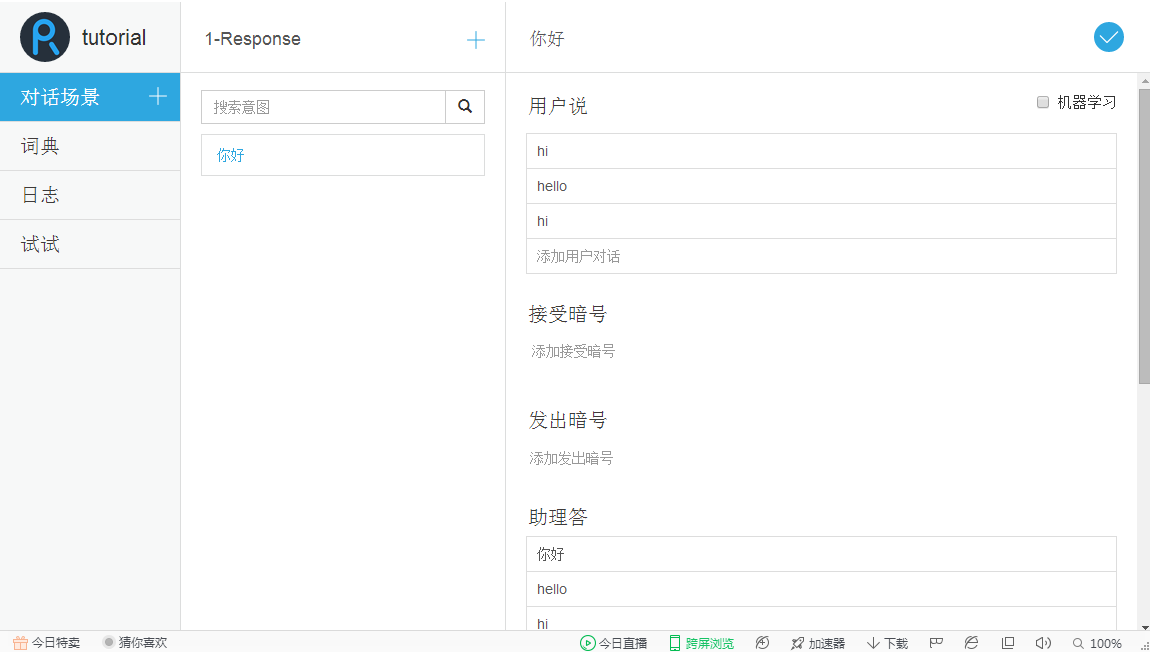 tutorial
对话场景
词典
日志
试试
1-Response
搜索意图
你好
你好
用户说
机器学习
hi
hello
hi
添加用户对话
接受暗号
添加接受暗号
发出暗号
添加发出暗号
助理答
你好
hello
hi
今日特卖
猜你喜欢
今日直播
跨屏浏览
加速器
下载
100%